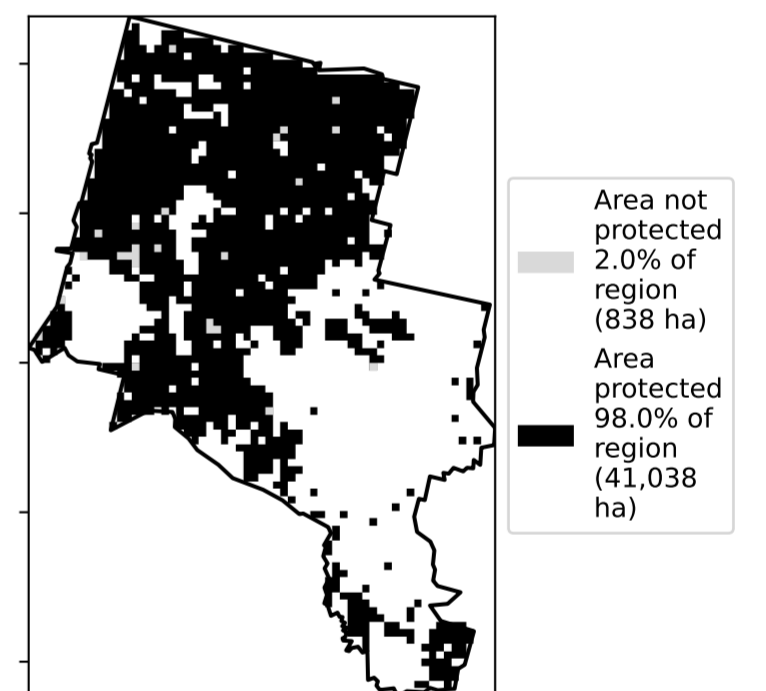 Area not
protected
2.0% of
region
(838 ha)
Area
protected
98.0% of
region
(41,038
ha)